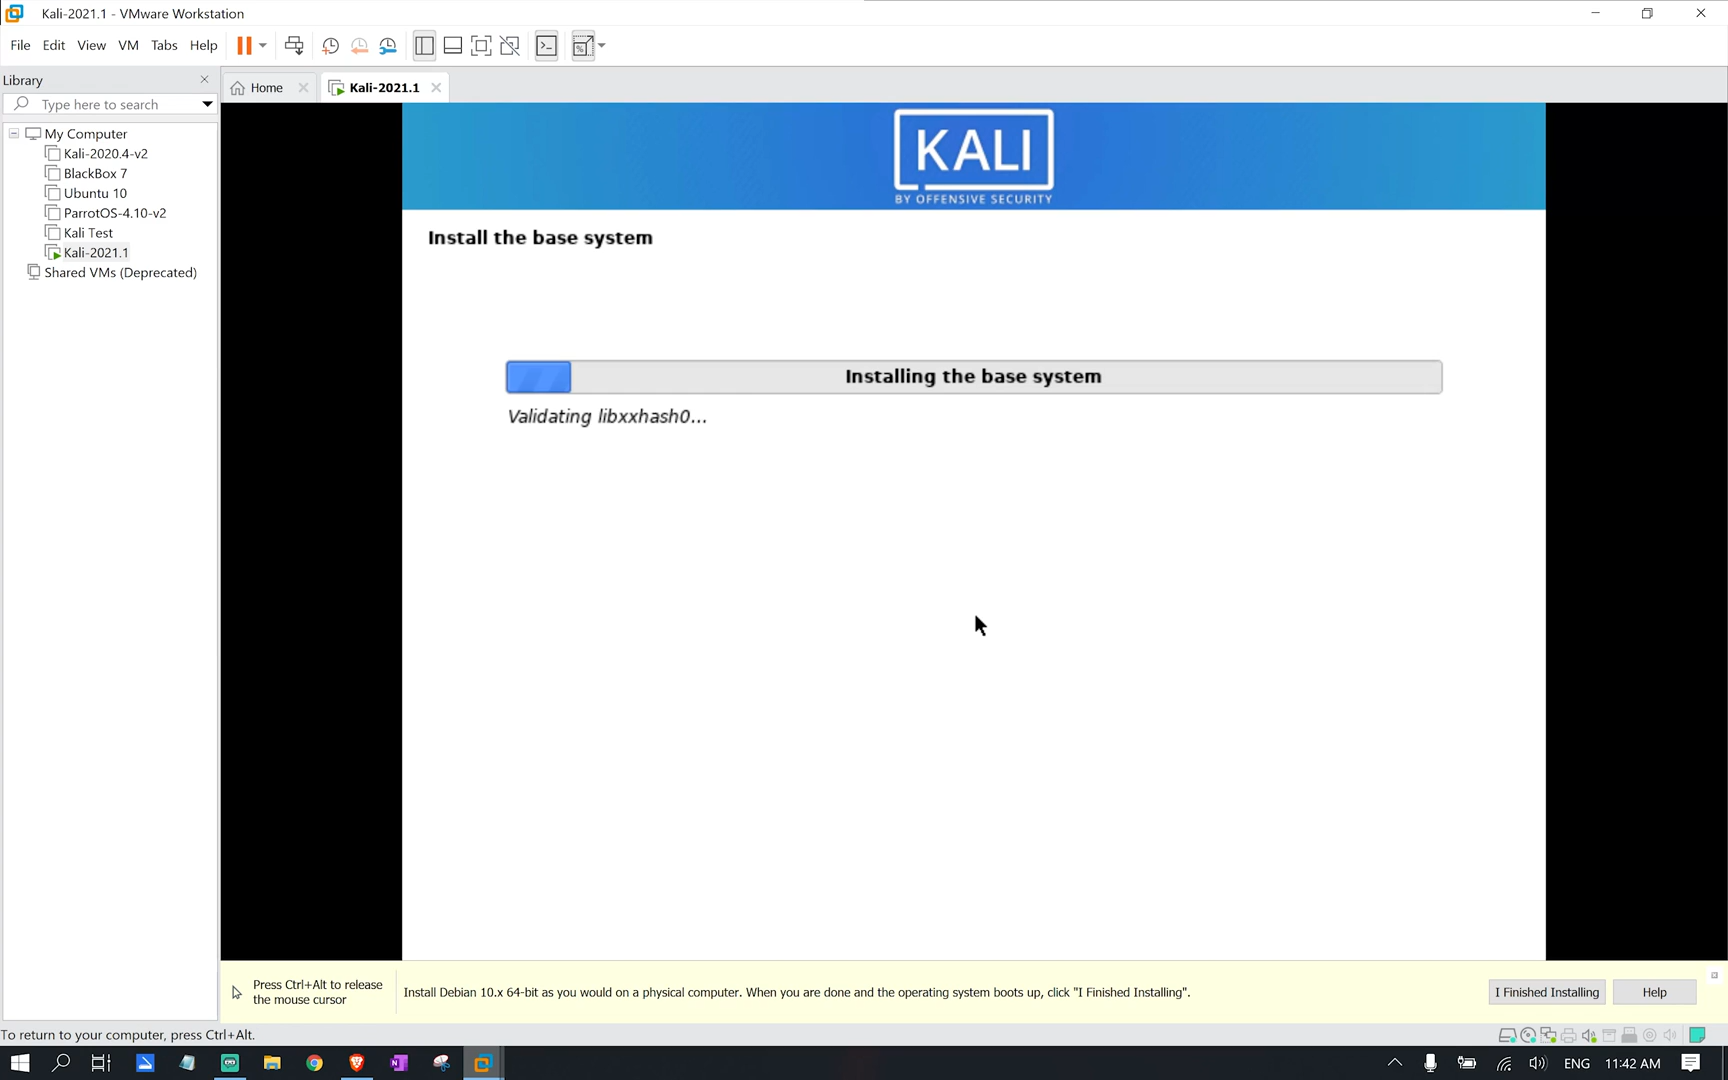 Kali-2021.1 - VMware Workstation
File Edit View VM Tabs Help
Library
Type here to search
Home
Kali-2021.1
My Computer
Kali-2020.4-v2
BlackBox 7
Ubuntu 10
ParrotOS-4.10-v2
Kali Test
Kali-2021.1
Shared VMs (Deprecated)
KALI
BY OFFENSIVE SECURITY
Install the base system
Installing the base system
Validating libxxhash0...
Press Ctrl+Alt to release
the mouse cursor
Install Debian 10.x 64-bit as you would on a physical computer. When you are done and the operating system boots up, click "I Finished Installing".
I Finished Installing
Help
To return to your computer, press Ctrl+Alt.
ENG
11:42 AM